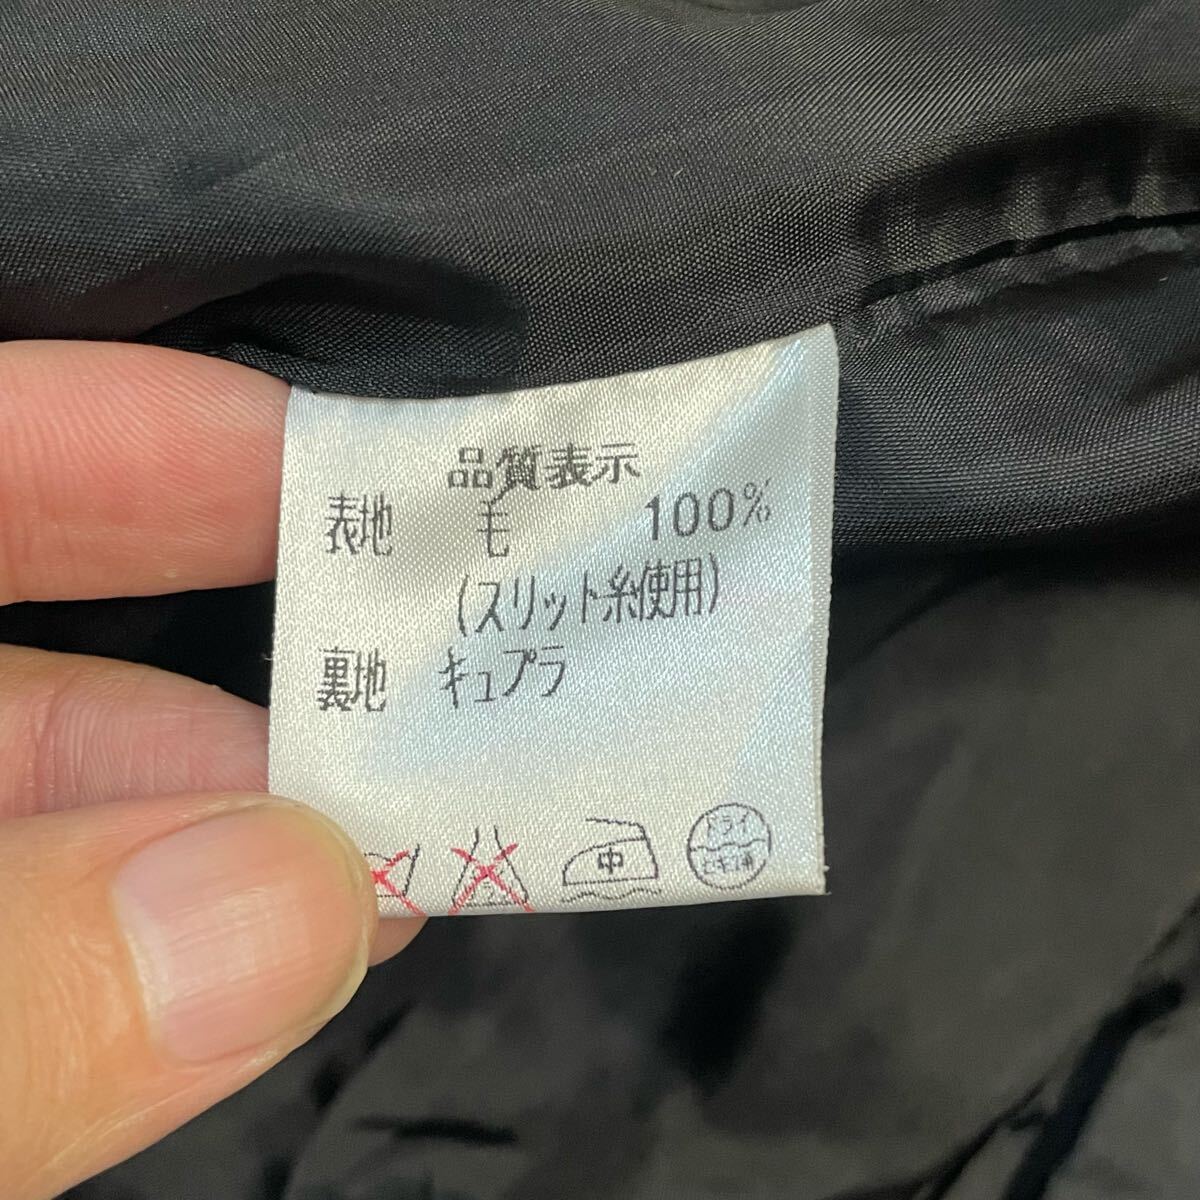 品質表示
表地 毛 100%
(スリット糸使用)
裏地 キュプラ
中
ドライ